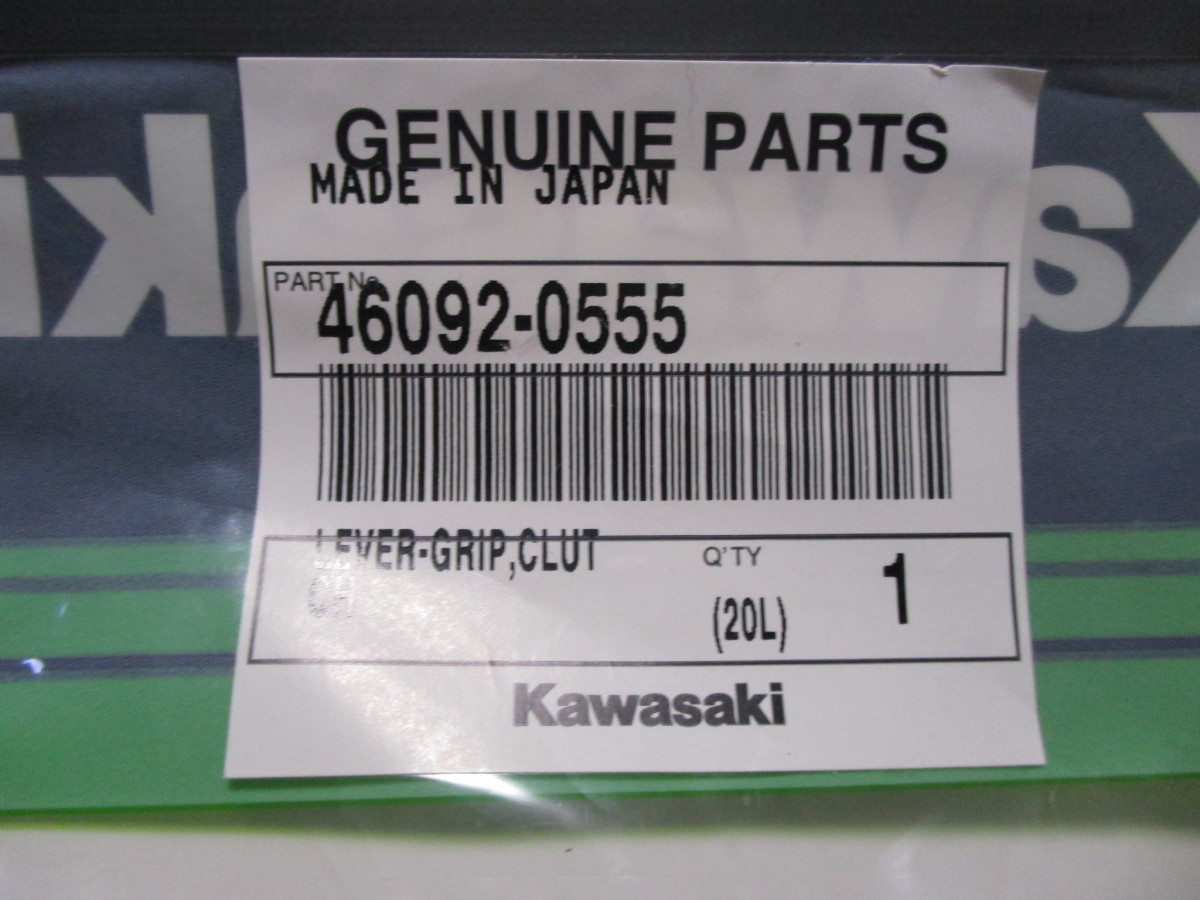 GENUINE PARTS
MADE IN JAPAN
PART No.
46092-0555
LEVER-GRIP,CLUT
Q'TY
1
(20L)
Kawasaki